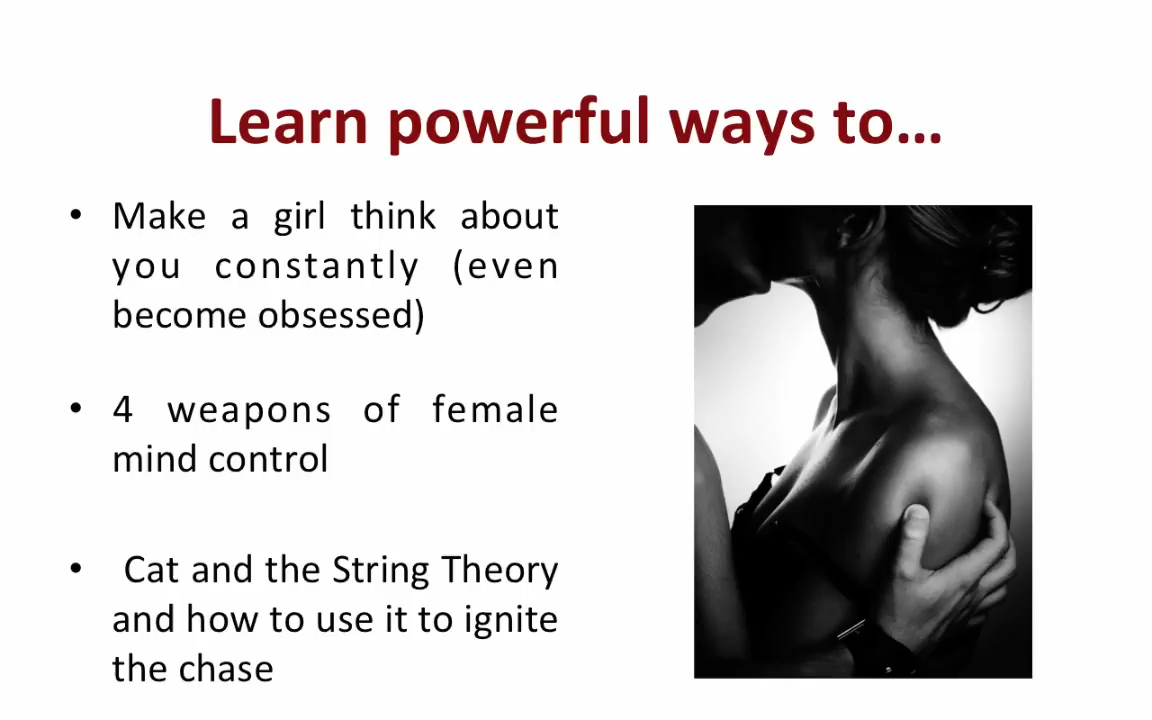 Learn powerful ways to…
• Make a girl think about
you constantly (even
become obsessed)
• 4 weapons of female
mind control
• Cat and the String Theory
and how to use it to ignite
the chase